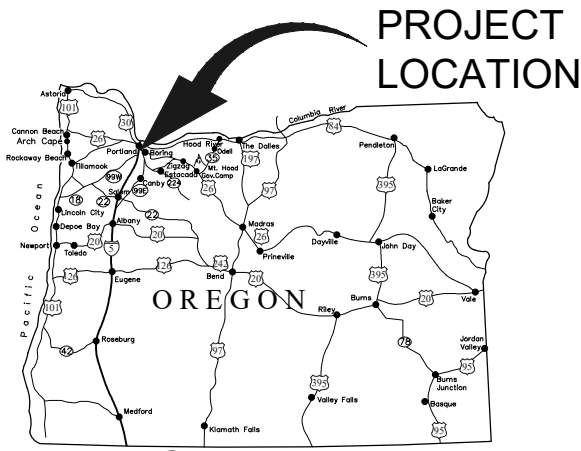 PROJECT
LOCATION
Columbia River
Astoria
101
30
84
Cannon Beach
Arch Cape
26
Portland
Boring
Hood River
Odell
The Dalles
197
Pendleton
Rockaway Beach
Tillamook
99W
Zigzag
35
Mt. Hood
Estacada
Gov.Camp
LaGrande
Canby
224
26
97
395
Salem
99E
18
22
Baker
City
Lincoln City
Depoe Bay
Albany
22
Madras
26
Dayville
John Day
Newport
Toledo
20
5
20
Prineville
126
Eugene
126
242
Bend
20
395
OREGON
Burns
20
Vale
Riley
101
Pacific Ocean
Roseburg
42
97
78
Jordan
Valley
95
395
Burns
Junction
Valley Falls
Basque
Medford
Klamath Falls
95